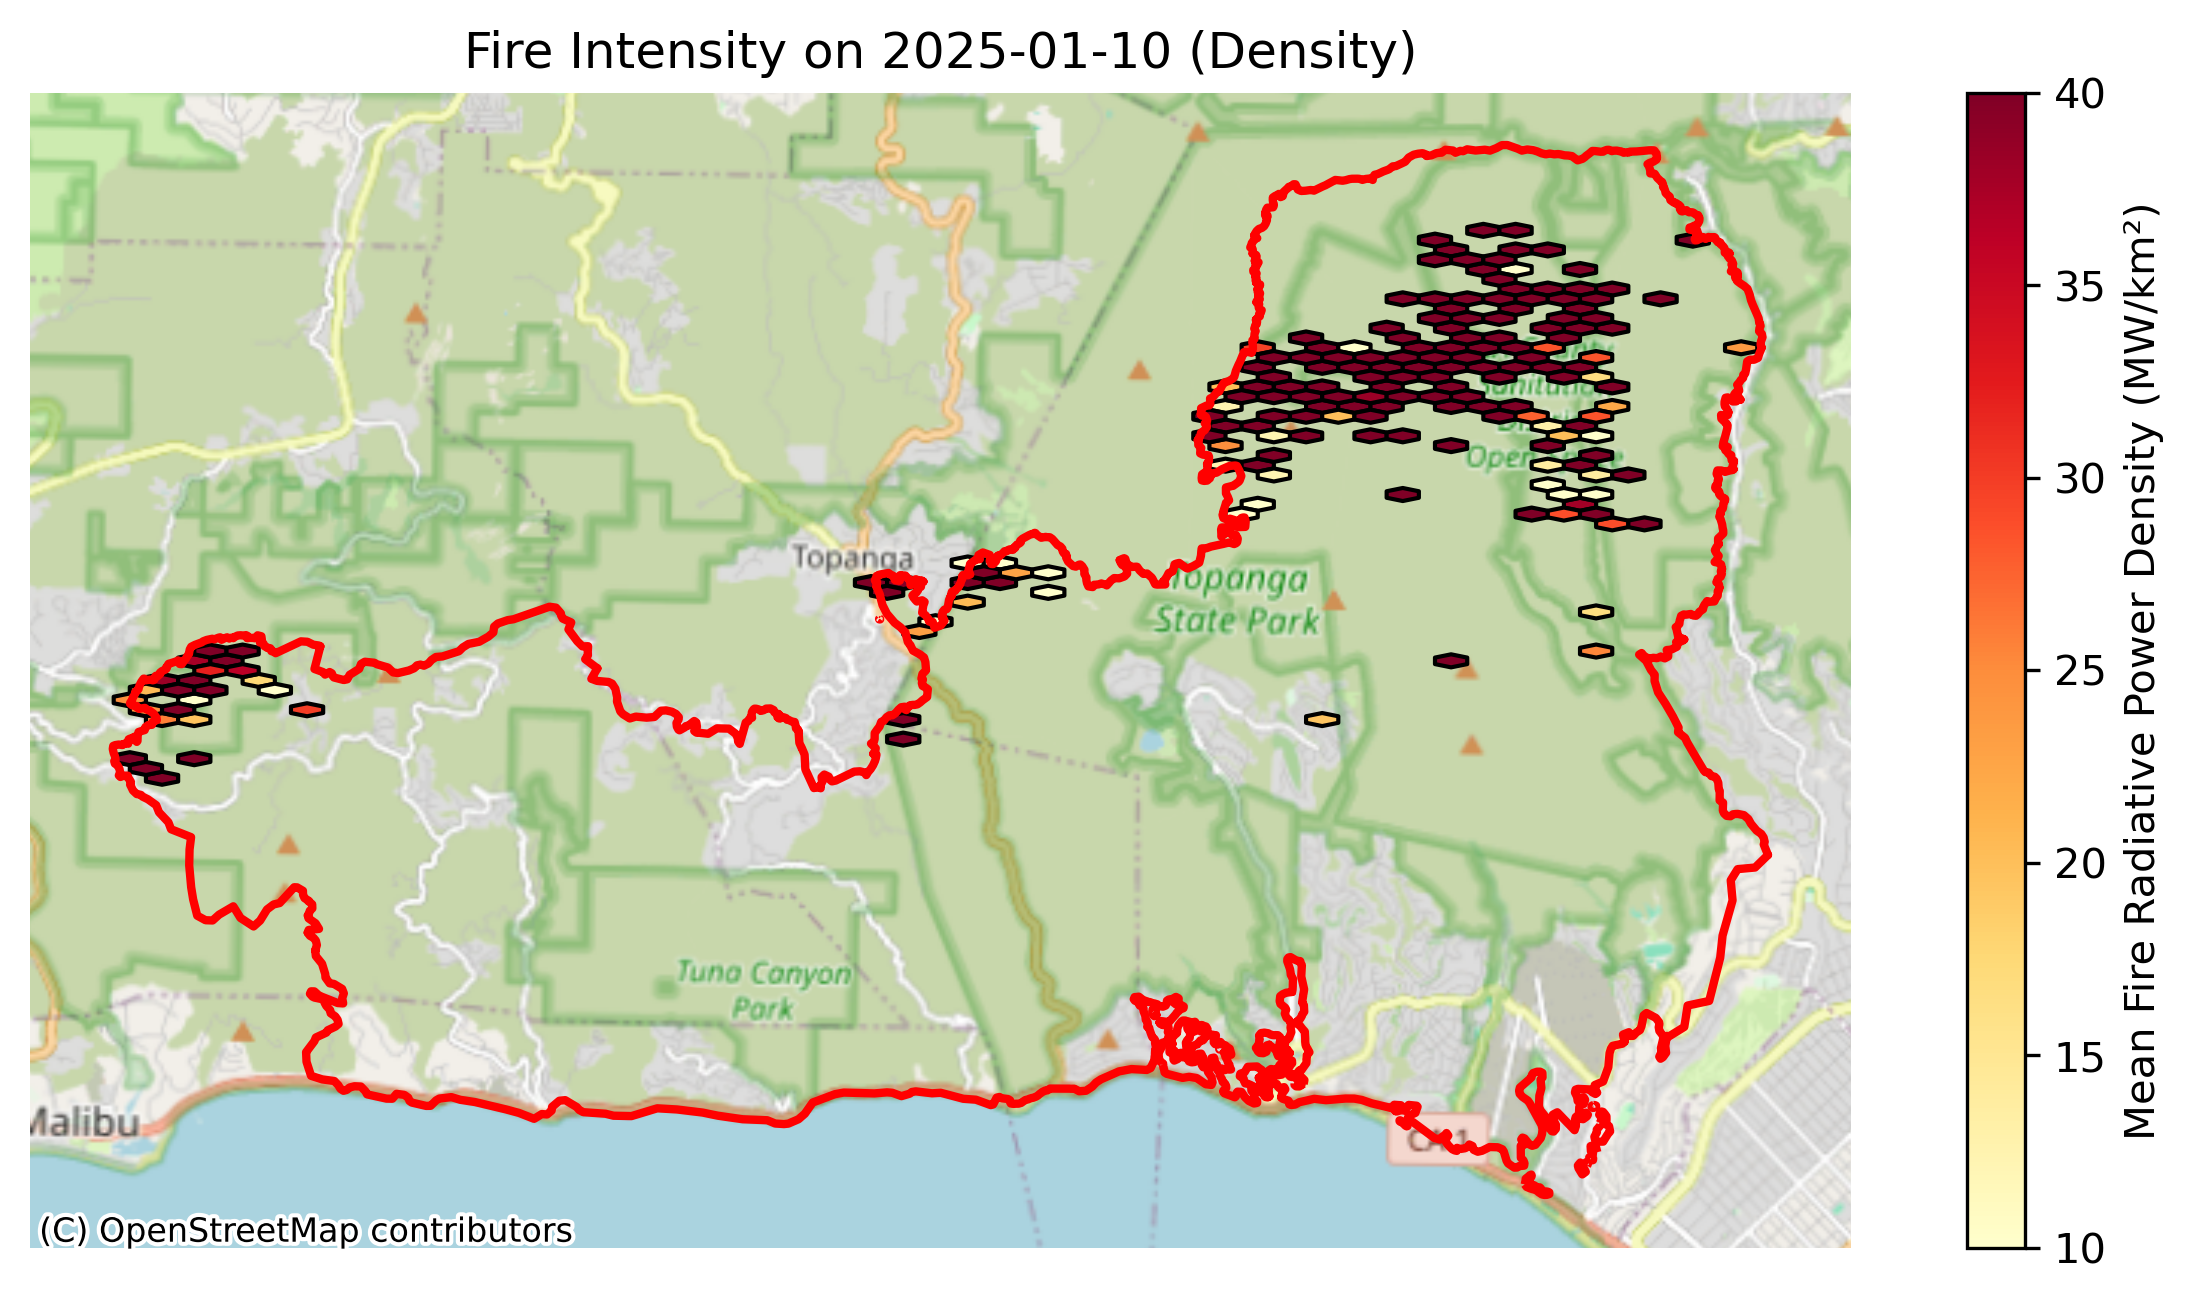 Fire Intensity on 2025-01-10 (Density)
Topanga
Topanga
State Park
Tuna Canyon
Park
Malibu
CA 1
(C) OpenStreetMap contributors
40
35
30
25
20
15
10
Mean Fire Radiative Power Density (MW/km²)